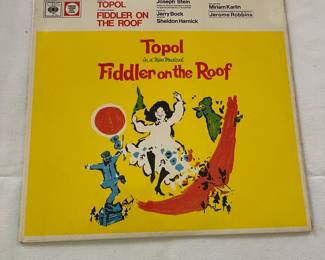 TOPOL
FIDDLER ON
THE ROOF
Joseph Stein
Jerry Bock
Sheldon Harnick
Miriam Karlin
Jerome Robbins
Topol
in a New Musical
Fiddler on the Roof